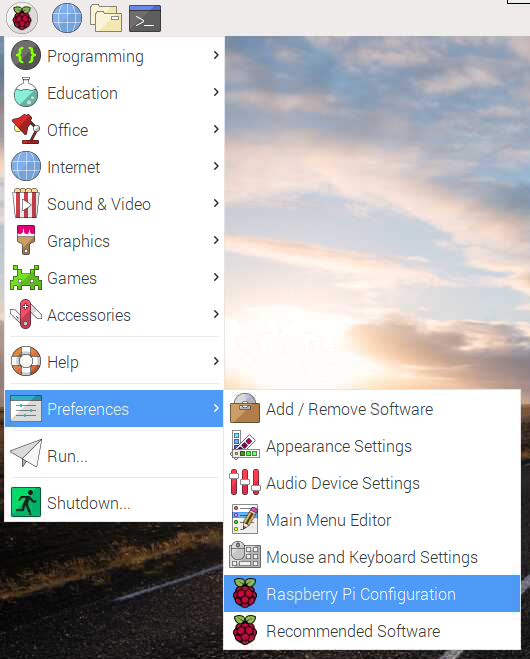 Programming
Education
Office
Internet
Sound & Video
Graphics
Games
Accessories
Help
Preferences
Run...
Shutdown...
Add / Remove Software
Appearance Settings
Audio Device Settings
Main Menu Editor
Mouse and Keyboard Settings
Raspberry Pi Configuration
Recommended Software